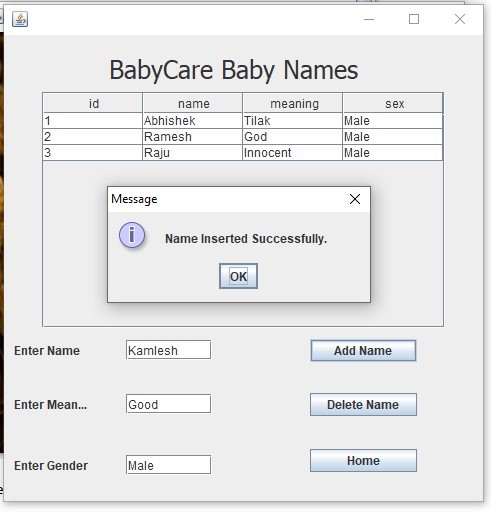 BabyCare Baby Names
id name meaning sex
1 Abhishek Tilak Male
2 Ramesh God Male
3 Raju Innocent Male
Message
Name Inserted Successfully.
OK
Enter Name Kamlesh Add Name
Enter Mean... Good Delete Name
Enter Gender Male Home